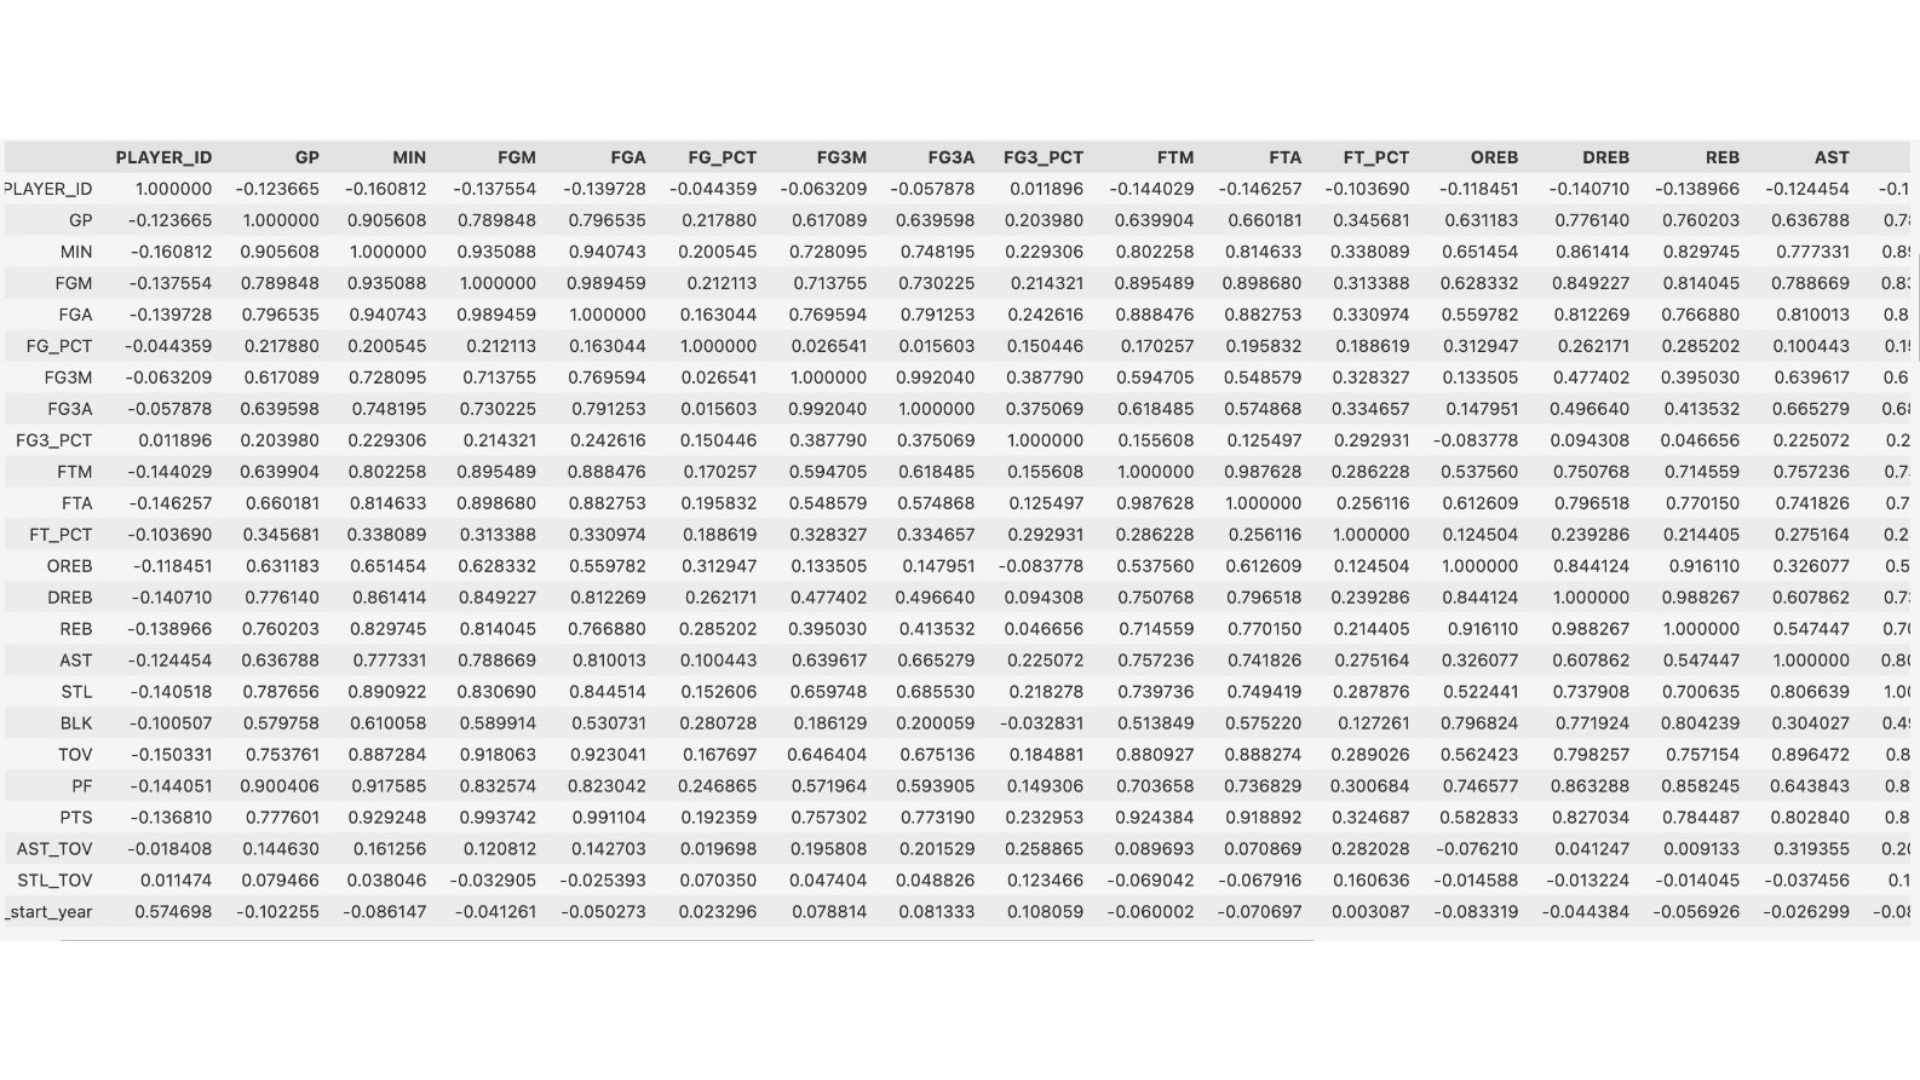 PLAYER_ID GP MIN FGM FGA FG_PCT FG3M FG3A FG3_PCT FTM FTA FT_PCT OREB DREB REB AST
PLAYER_ID 1.000000 -0.123665 -0.160812 -0.137554 -0.139728 -0.044359 -0.063209 -0.057878 0.011896 -0.144029 -0.146257 -0.103690 -0.118451 -0.140710 -0.138966 -0.124454 -0.1
GP -0.123665 1.000000 0.905608 0.789848 0.796535 0.217880 0.617089 0.639598 0.203980 0.639904 0.660181 0.345681 0.631183 0.776140 0.760203 0.636788 0.7
MIN -0.160812 0.905608 1.000000 0.935088 0.940743 0.200545 0.728095 0.748195 0.229306 0.802258 0.814633 0.338089 0.651454 0.861414 0.829745 0.777331 0.8
FGM -0.137554 0.789848 0.935088 1.000000 0.989459 0.212113 0.713755 0.730225 0.214321 0.895489 0.898680 0.313388 0.628332 0.849227 0.814045 0.788669 0.8
FGA -0.139728 0.796535 0.940743 0.989459 1.000000 0.163044 0.769594 0.791253 0.242616 0.888476 0.882753 0.330974 0.559782 0.812269 0.766880 0.810013 0.8
FG_PCT -0.044359 0.217880 0.200545 0.212113 0.163044 1.000000 0.026541 0.015603 0.150446 0.170257 0.195832 0.188619 0.312947 0.262171 0.285202 0.100443 0.1
FG3M -0.063209 0.617089 0.728095 0.713755 0.769594 0.026541 1.000000 0.992040 0.387790 0.594705 0.548579 0.328327 0.133505 0.477402 0.395030 0.639617 0.6
FG3A -0.057878 0.639598 0.748195 0.730225 0.791253 0.015603 0.992040 1.000000 0.375069 0.618485 0.574868 0.334657 0.147951 0.496640 0.413532 0.665279 0.6
FG3_PCT 0.011896 0.203980 0.229306 0.214321 0.242616 0.150446 0.387790 0.375069 1.000000 0.155608 0.125497 0.292931 -0.083778 0.094308 0.046656 0.225072 0.2
FTM -0.144029 0.639904 0.802258 0.895489 0.888476 0.170257 0.594705 0.618485 0.155608 1.000000 0.987628 0.286228 0.537560 0.750768 0.714559 0.757236 0.7
FTA -0.146257 0.660181 0.814633 0.898680 0.882753 0.195832 0.548579 0.574868 0.125497 0.987628 1.000000 0.256116 0.612609 0.796518 0.770150 0.741826 0.7
FT_PCT -0.103690 0.345681 0.338089 0.313388 0.330974 0.188619 0.328327 0.334657 0.292931 0.286228 0.256116 1.000000 0.124504 0.239286 0.214405 0.275164 0.2
OREB -0.118451 0.631183 0.651454 0.628332 0.559782 0.312947 0.133505 0.147951 -0.083778 0.537560 0.612609 0.124504 1.000000 0.844124 0.916110 0.326077 0.5
DREB -0.140710 0.776140 0.861414 0.849227 0.812269 0.262171 0.477402 0.496640 0.094308 0.750768 0.796518 0.239286 0.844124 1.000000 0.988267 0.607862 0.7
REB -0.138966 0.760203 0.829745 0.814045 0.766880 0.285202 0.395030 0.413532 0.046656 0.714559 0.770150 0.214405 0.916110 0.988267 1.000000 0.547447 0.7
AST -0.124454 0.636788 0.777331 0.788669 0.810013 0.100443 0.639617 0.665279 0.225072 0.757236 0.741826 0.275164 0.326077 0.607862 0.547447 1.000000 0.8
STL -0.140518 0.787656 0.890922 0.830690 0.844514 0.152606 0.659748 0.685530 0.218278 0.739736 0.749419 0.287876 0.522441 0.737908 0.700635 0.806639 1.0
BLK -0.100507 0.579758 0.610058 0.589914 0.530731 0.280728 0.186129 0.200059 -0.032831 0.513849 0.575220 0.127261 0.796824 0.771924 0.804239 0.304027 0.4
TOV -0.150331 0.753761 0.887284 0.918063 0.923041 0.167697 0.646404 0.675136 0.184881 0.880927 0.888274 0.289026 0.562423 0.798257 0.757154 0.896472 0.8
PF -0.144051 0.900406 0.917585 0.832574 0.823042 0.246865 0.571964 0.593905 0.149306 0.703658 0.736829 0.300684 0.746577 0.863288 0.858245 0.643843 0.8
PTS -0.136810 0.777601 0.929248 0.993742 0.991104 0.192359 0.757302 0.773190 0.232953 0.924384 0.918892 0.324687 0.582833 0.827034 0.784487 0.802840 0.8
AST_TOV -0.018408 0.144630 0.161256 0.120812 0.142703 0.019698 0.195808 0.201529 0.258865 0.089693 0.070869 0.282028 -0.076210 0.041247 0.009133 0.319355 0.2
STL_TOV 0.011474 0.079466 0.038046 -0.032905 -0.025393 0.070350 0.047404 0.048826 0.123466 -0.069042 -0.067916 0.160636 -0.014588 -0.013224 -0.014045 -0.037456 0.1
_start_year 0.574698 -0.102255 -0.086147 -0.041261 -0.050273 0.023296 0.078814 0.081333 0.108059 -0.060002 -0.070697 0.003087 -0.083319 -0.044384 -0.056926 -0.026299 -0.0